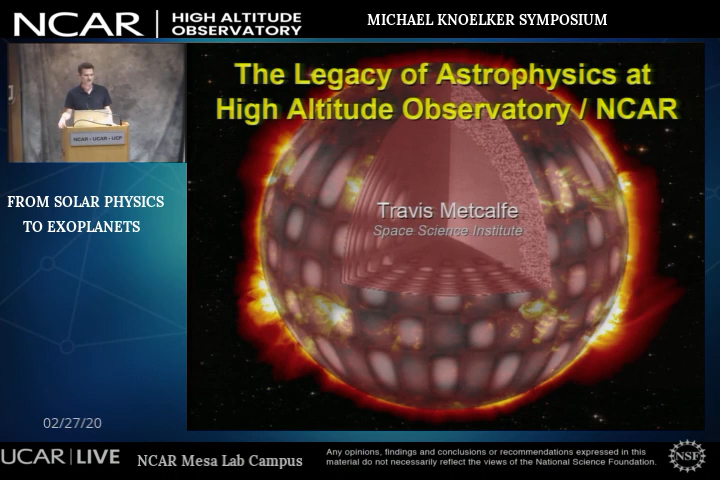 NCAR
HIGH ALTITUDE
OBSERVATORY
MICHAEL KNOELKER SYMPOSIUM
The Legacy of Astrophysics at
High Altitude Observatory / NCAR
NCAR • UCAR • UCP
FROM SOLAR PHYSICS
TO EXOPLANETS
Travis Metcalfe
Space Science Institute
02/27/20
UCAR | LIVE
NCAR Mesa Lab Campus
Any opinions, findings and conclusions or recommendations expressed in this
material do not necessarily reflect the views of the National Science Foundation.
NSF